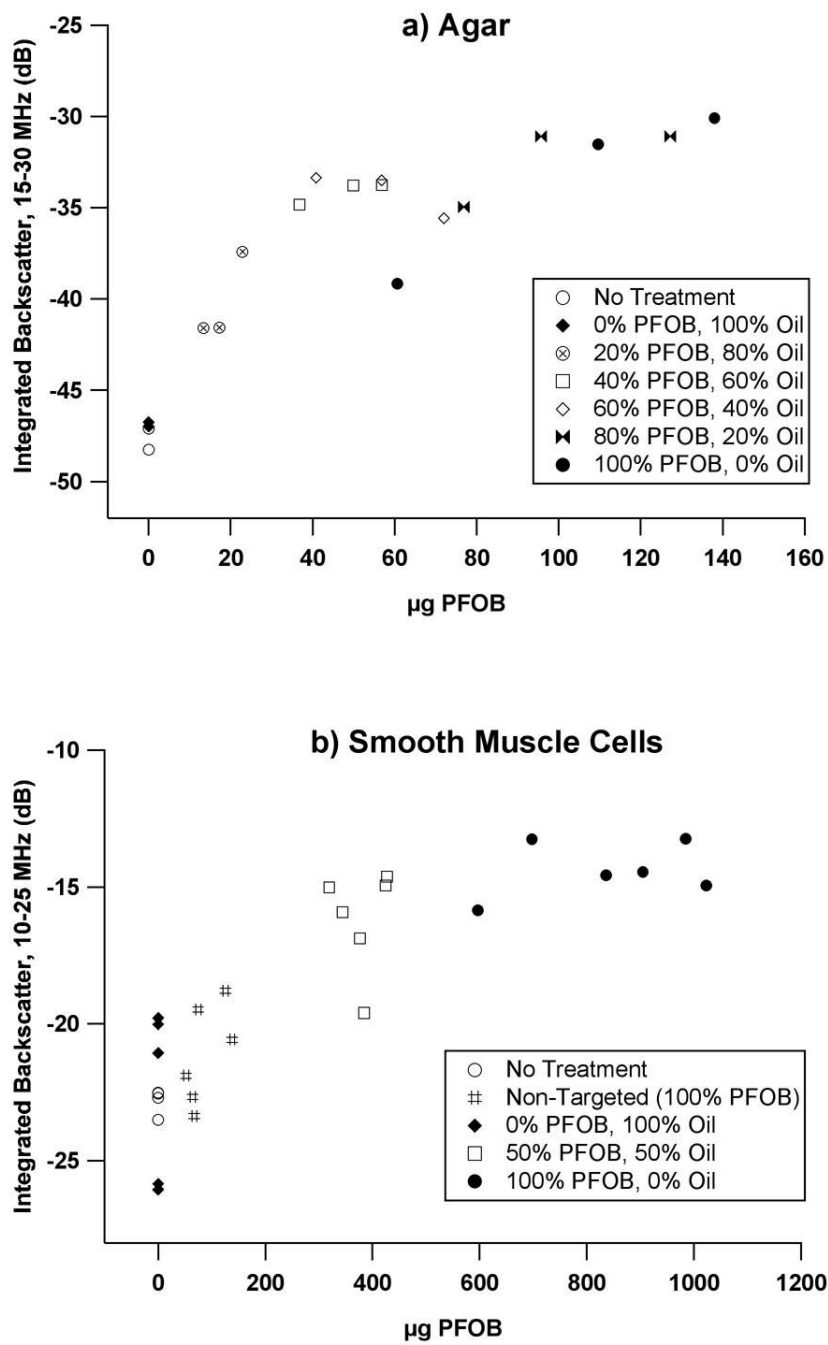 a) Agar
Integrated Backscatter, 15-30 MHz (dB)
-25
-30
-35
-40
-45
-50
No Treatment
0% PFOB, 100% Oil
20% PFOB, 80% Oil
40% PFOB, 60% Oil
60% PFOB, 40% Oil
80% PFOB, 20% Oil
100% PFOB, 0% Oil
0 20 40 60 80 100 120 140 160
µg PFOB
b) Smooth Muscle Cells
Integrated Backscatter, 10-25 MHz (dB)
-10
-15
-20
-25
No Treatment
Non-Targeted (100% PFOB)
0% PFOB, 100% Oil
50% PFOB, 50% Oil
100% PFOB, 0% Oil
0 200 400 600 800 1000 1200
µg PFOB